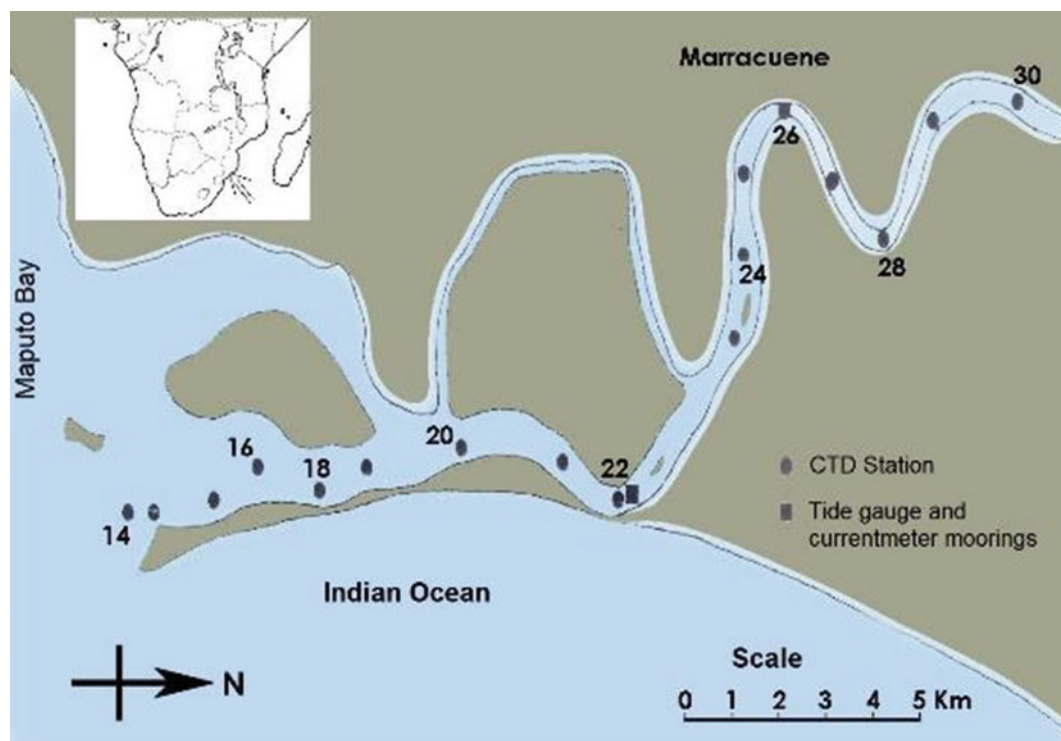 Marracuene
30
26
28
24
Maputo Bay
20
16
18
22
14
CTD Station
Tide gauge and
currentmeter moorings
Indian Ocean
N
Scale
0 1 2 3 4 5 Km